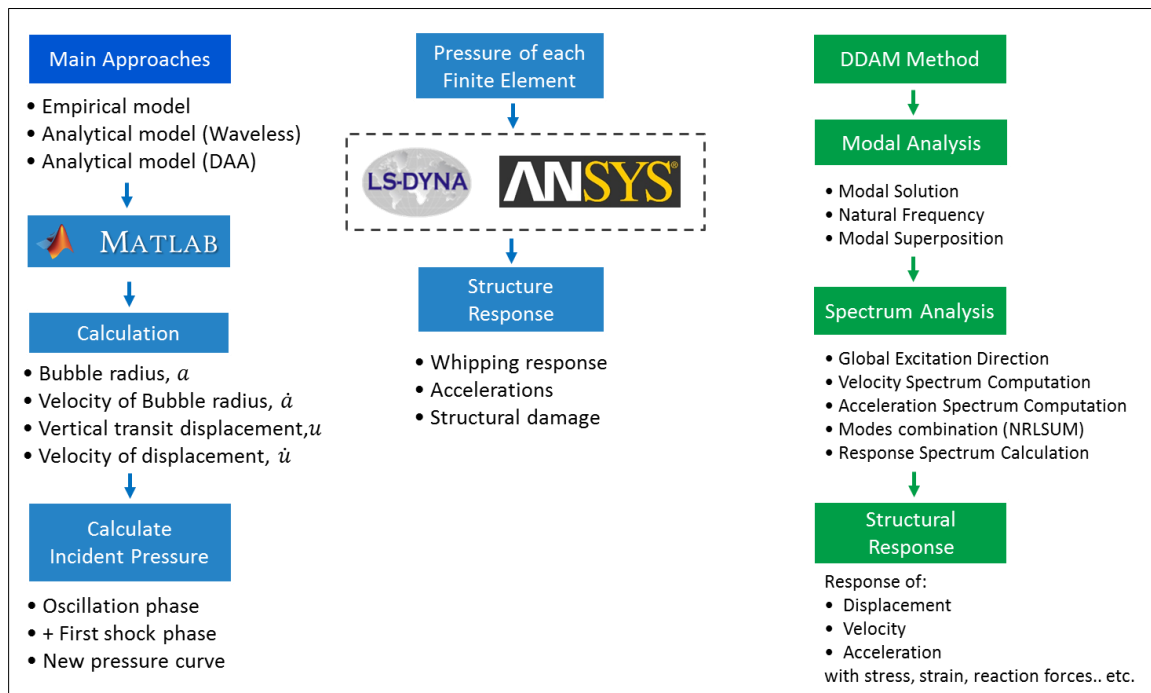 Main Approaches
• Empirical model
• Analytical model (Waveless)
• Analytical model (DAA)
MATLAB
Calculation
• Bubble radius, a
• Velocity of Bubble radius, ȧ
• Vertical transit displacement,u
• Velocity of displacement, u̇
Calculate
Incident Pressure
• Oscillation phase
• + First shock phase
• New pressure curve
Pressure of each
Finite Element
LS-DYNA
ANSYS®
Structure
Response
• Whipping response
• Accelerations
• Structural damage
DDAM Method
Modal Analysis
• Modal Solution
• Natural Frequency
• Modal Superposition
Spectrum Analysis
• Global Excitation Direction
• Velocity Spectrum Computation
• Acceleration Spectrum Computation
• Modes combination (NRLSUM)
• Response Spectrum Calculation
Structural
Response
Response of:
• Displacement
• Velocity
• Acceleration
with stress, strain, reaction forces.. etc.